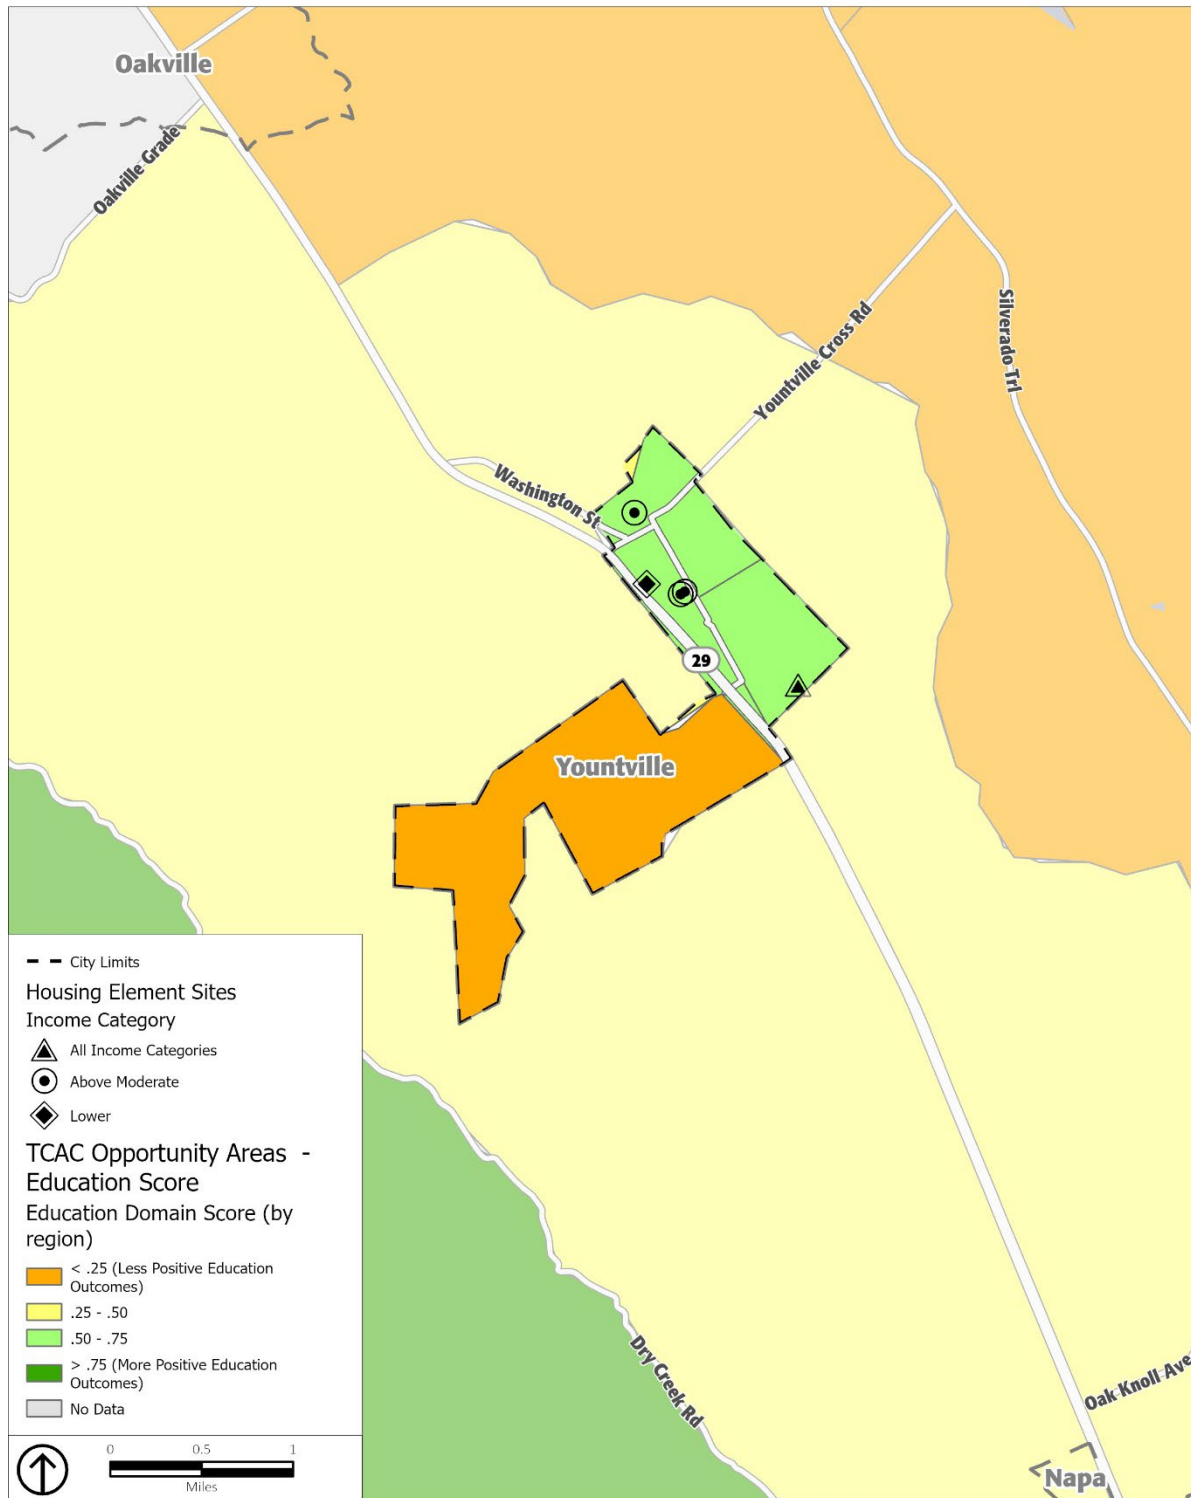 Oakville
Oakville Grade
Silverado Trl
Yountville Cross Rd
Washington St
29
Yountville
City Limits
Housing Element Sites
Income Category
All Income Categories
Above Moderate
Lower
TCAC Opportunity Areas -
Education Score
Education Domain Score (by
region)
< .25 (Less Positive Education
Outcomes)
.25 - .50
.50 - .75
> .75 (More Positive Education
Outcomes)
No Data
0 0.5 1
Miles
Dry Creek Rd
Oak Knoll Ave
Napa